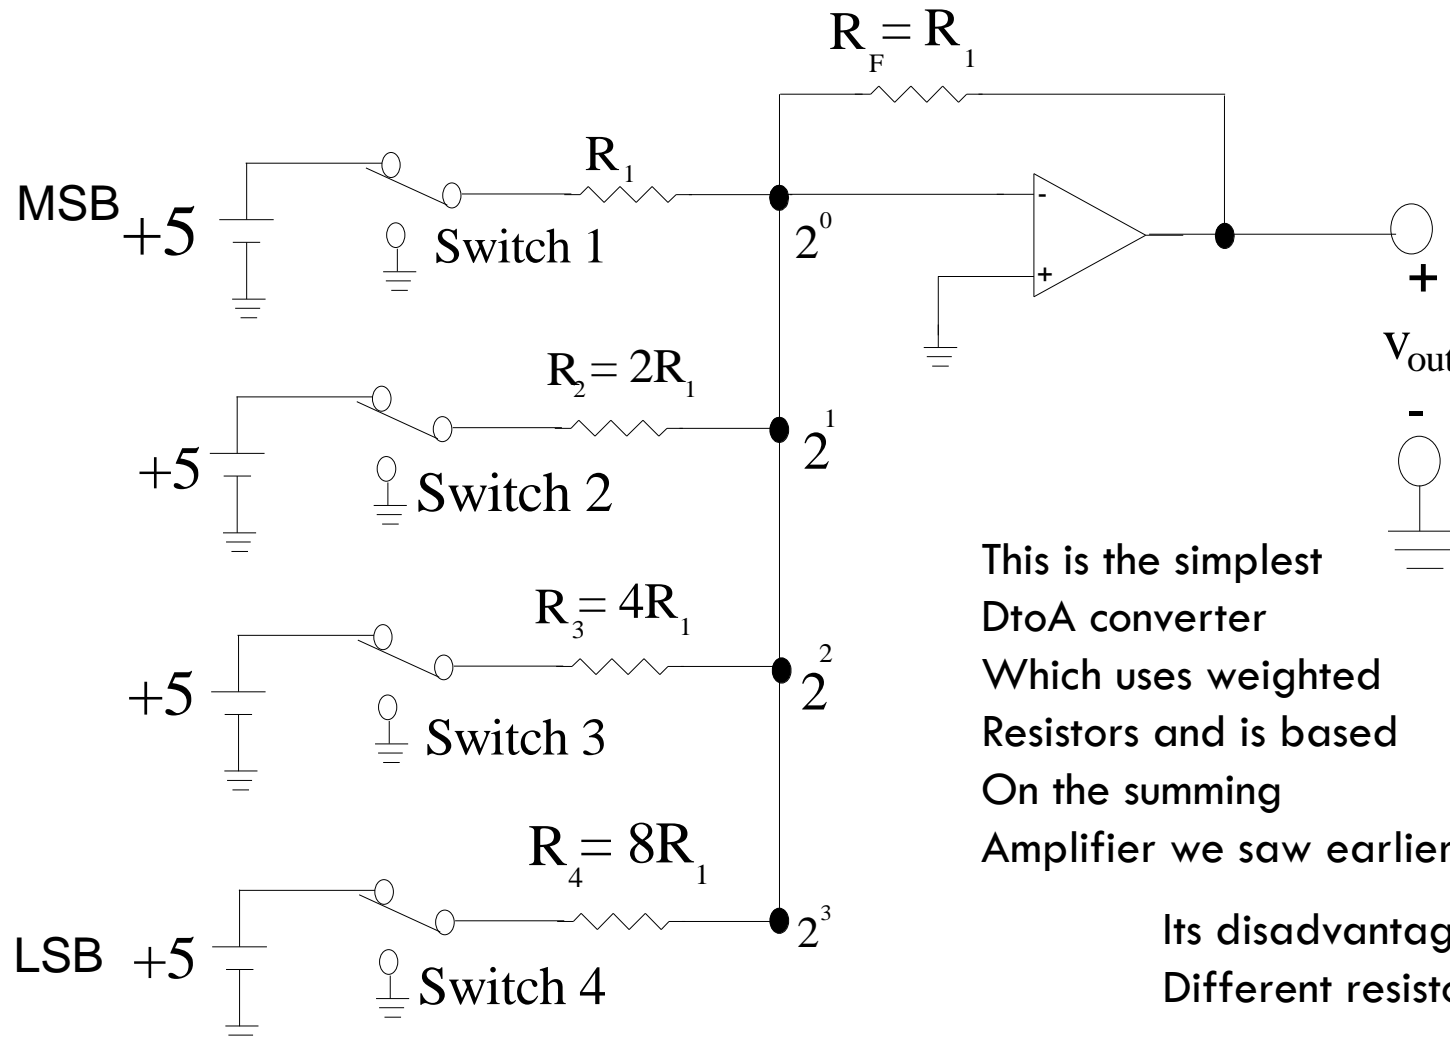 R_F = R_1
R_1
MSB
+5
Switch 1
2^0
-
+
+
v_out
-
R_2 = 2R_1
+5
Switch 2
2^1
R_3 = 4R_1
+5
Switch 3
2^2
R_4 = 8R_1
LSB +5
Switch 4
2^3
This is the simplest
DtoA converter
Which uses weighted
Resistors and is based
On the summing
Amplifier we saw earlier
Its
Different